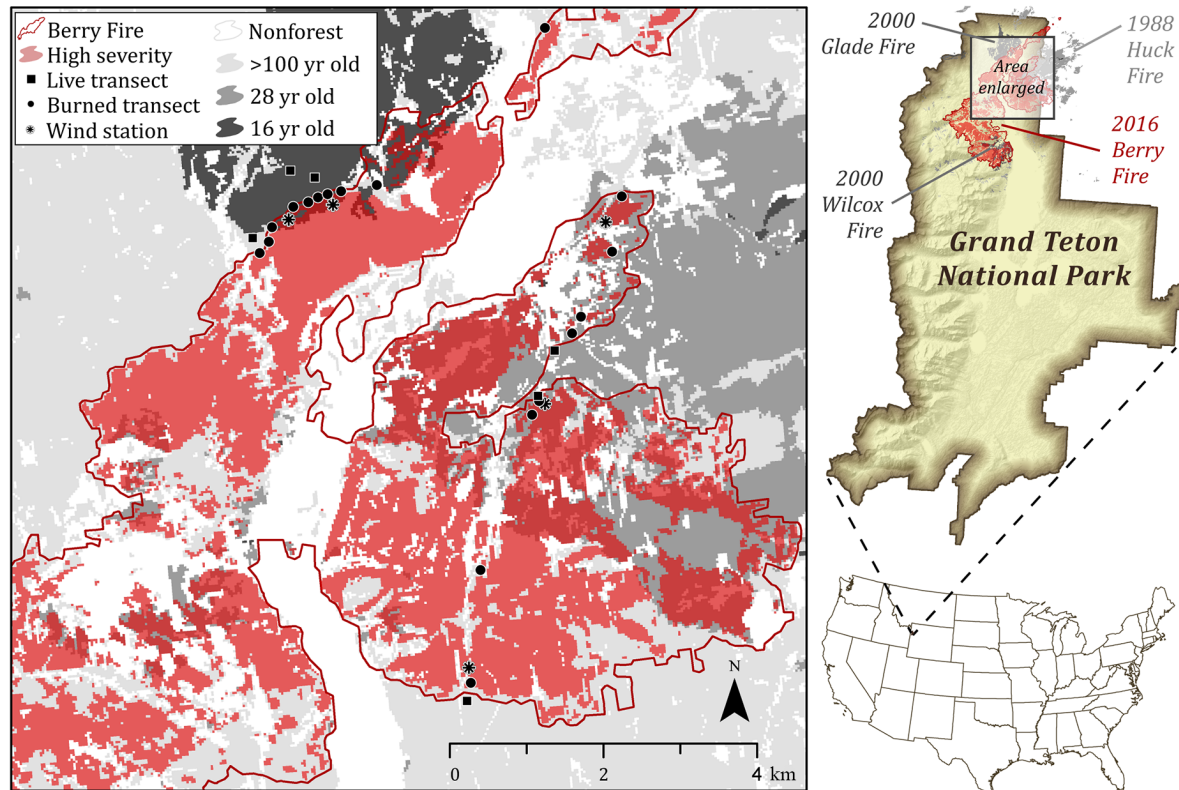 Berry Fire
High severity
Live transect
Burned transect
Wind station
Nonforest
>100 yr old
28 yr old
16 yr old
N
0 2 4 km
2000
Glade Fire
1988
Huck
Fire
Area
enlarged
2016
Berry
Fire
2000
Wilcox
Fire
Grand Teton
National Park